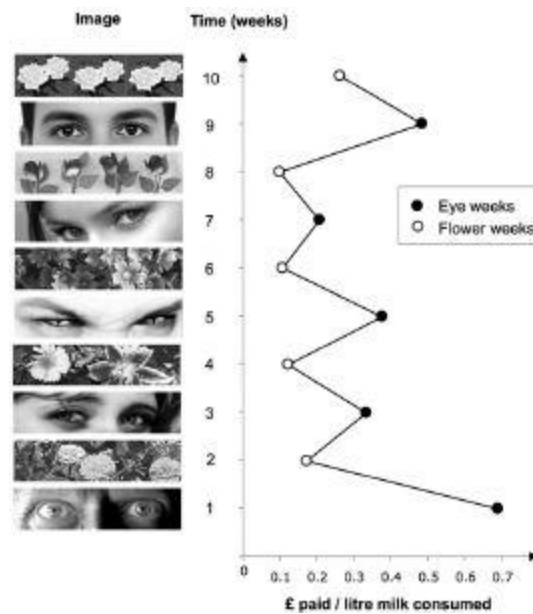 Image Time (weeks)
10
9
8
7
6
5
4
3
2
1
Eye weeks
Flower weeks
0 0.1 0.2 0.3 0.4 0.5 0.6 0.7
£ paid / litre milk consumed